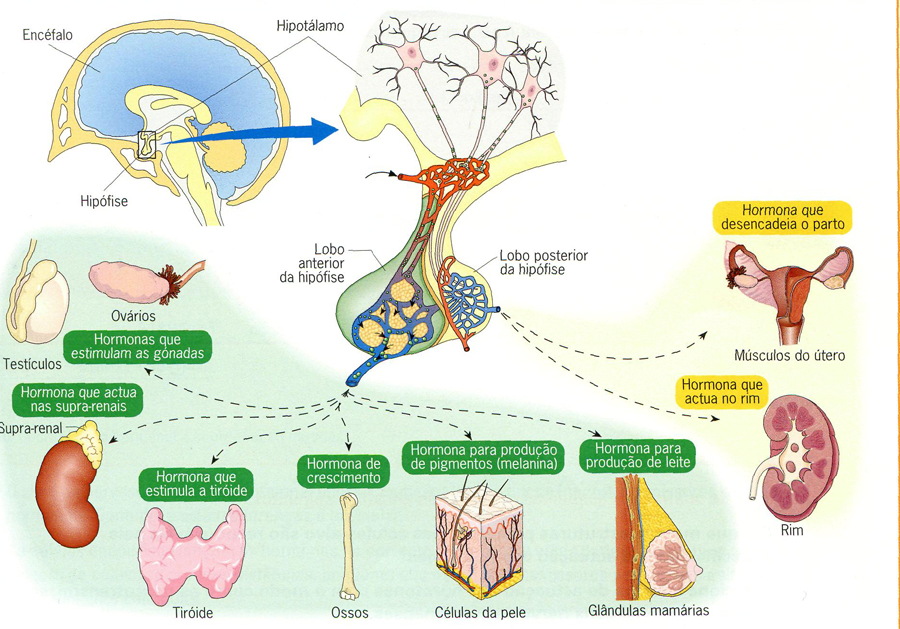 Encéfalo
Hipotálamo
Hipófise
Lobo
anterior
da hipófise
Lobo posterior
da hipófise
Hormona que
desencadeia o parto
Músculos do útero
Hormona que
actua no rim
Rim
Testículos
Ovários
Hormonas que
estimulam as gónadas
Hormona que actua
nas supra-renais
Supra-renal
Hormona que
estimula a tiróide
Tiróide
Hormona de
crescimento
Ossos
Hormona para produção
de pigmentos (melanina)
Células da pele
Hormona para
produção de leite
Glândulas mamárias